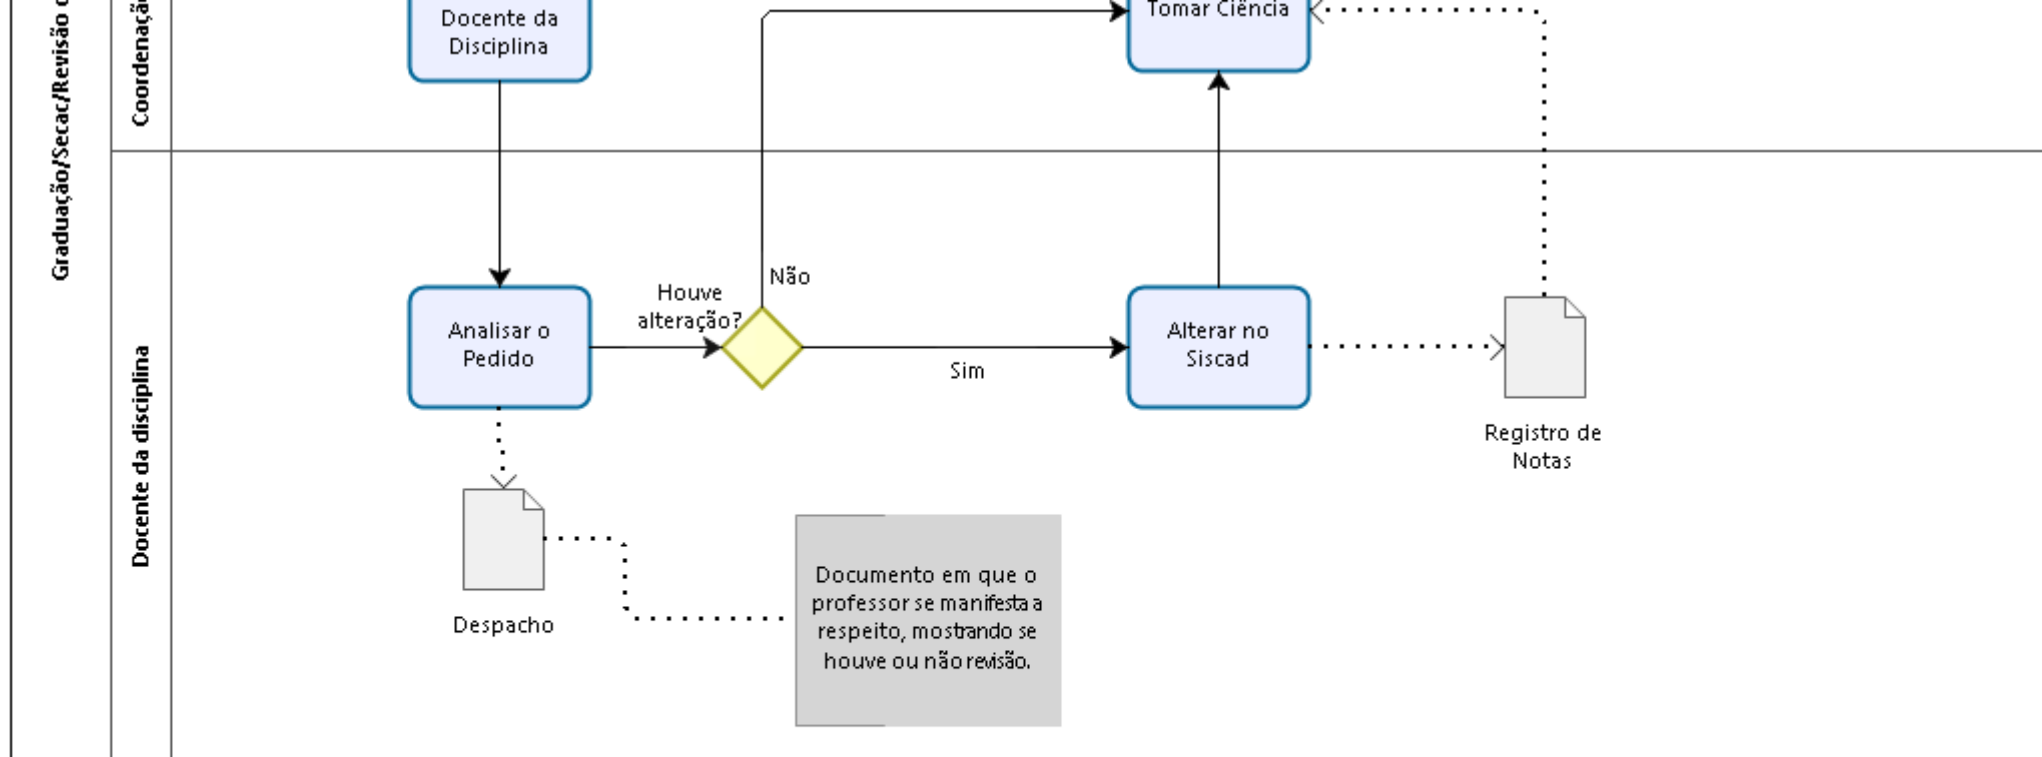 Graduação/Secac/Revisão
Coordenaçã
Docente da
Disciplina
Tomar Ciência
Docente da disciplina
Analisar o
Pedido
Houve
alteração?
Não
Sim
Alterar no
Siscad
Registro de
Notas
Despacho
Documento em que o
professor se manifesta a
respeito, mostrando se
houve ou não revisão.